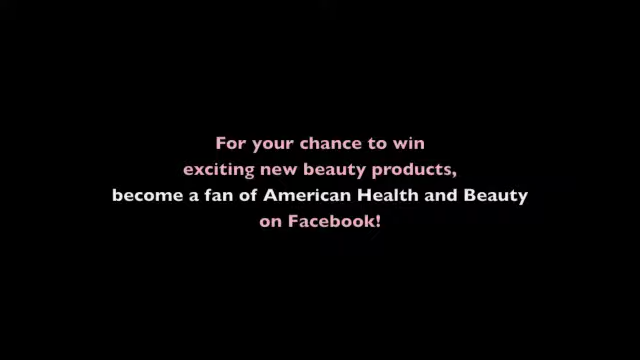 For your chance to win
exciting new beauty products,
become a fan of American Health and Beauty
on Facebook!